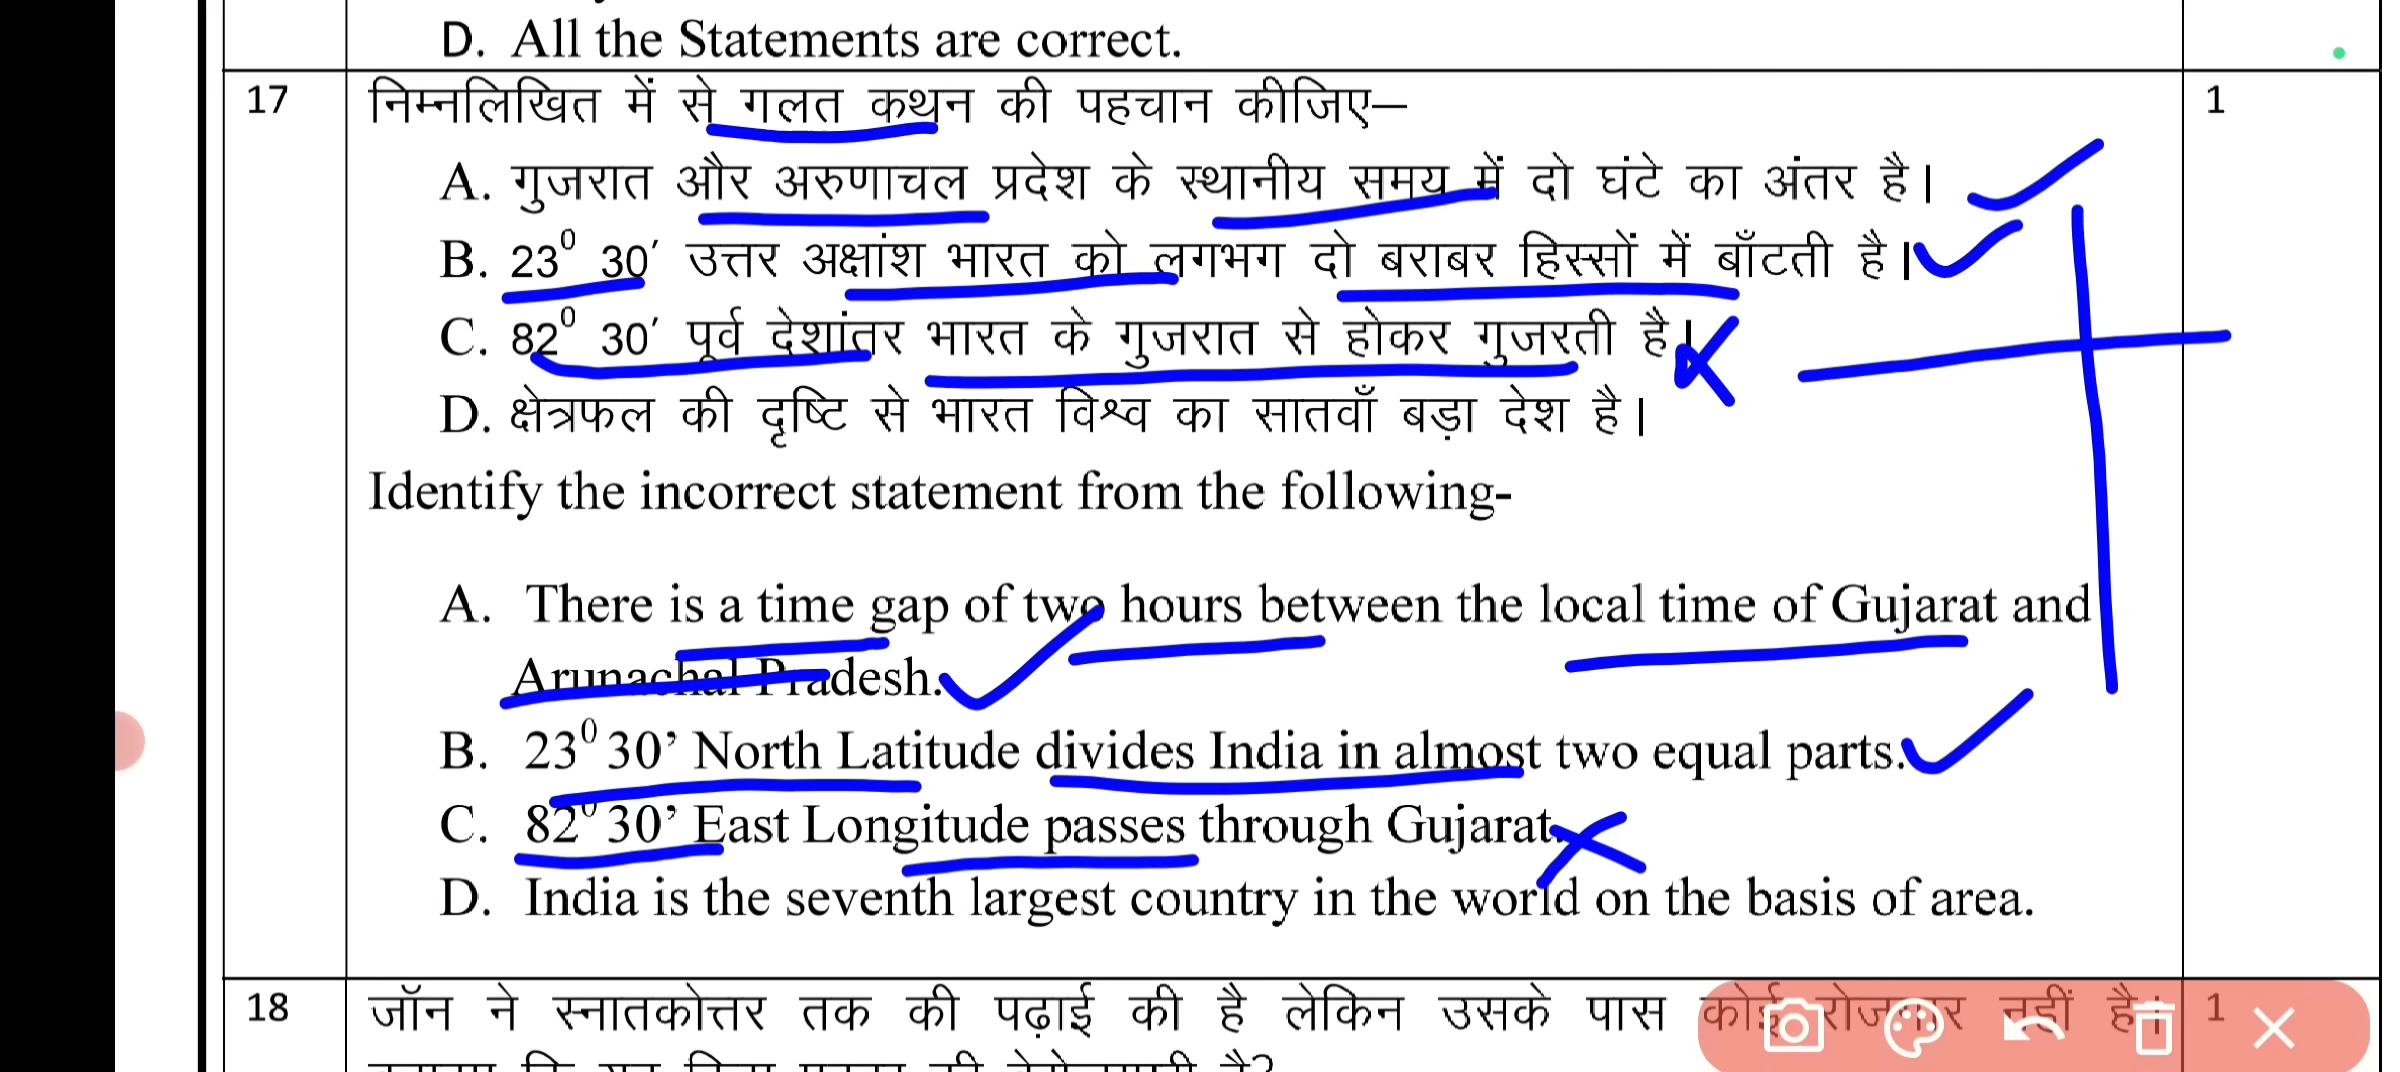 D. All the Statements are correct.
17 निम्नलिखित में से गलत कथन की पहचान कीजिए– 1
A. गुजरात और अरुणाचल प्रदेश के स्थानीय समय में दो घंटे का अंतर है।
B. 23⁰ 30′ उत्तर अक्षांश भारत को लगभग दो बराबर हिस्सों में बाँटती है।
C. 82⁰ 30′ पूर्व देशांतर भारत के गुजरात से होकर गुजरती है।
D. क्षेत्रफल की दृष्टि से भारत विश्व का सातवाँ बड़ा देश है।
Identify the incorrect statement from the following-
A. There is a time gap of two hours between the local time of Gujarat and
Arunachal Pradesh.
B. 23⁰ 30’ North Latitude divides India in almost two equal parts.
C. 82⁰ 30’ East Longitude passes through Gujarat.
D. India is the seventh largest country in the world on the basis of area.
18 जॉन ने स्नातकोत्तर तक की पढ़ाई की है लेकिन उसके पास कोई रोजगार नहीं है। 1